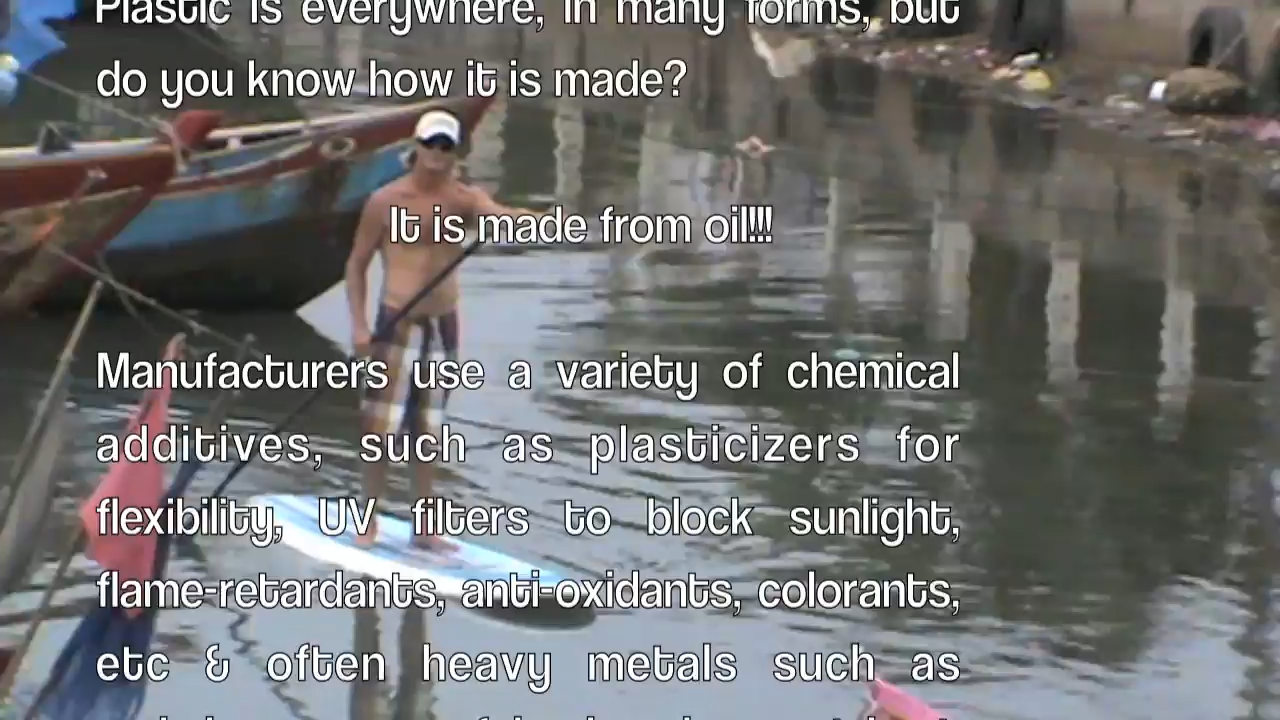 Plastic is everywhere, in many forms, but
do you know how it is made?
It is made from oil!!!
Manufacturers use a variety of chemical
additives, such as plasticizers for
flexibility, UV filters to block sunlight,
flame-retardants, anti-oxidants, colorants,
etc & often heavy metals such as